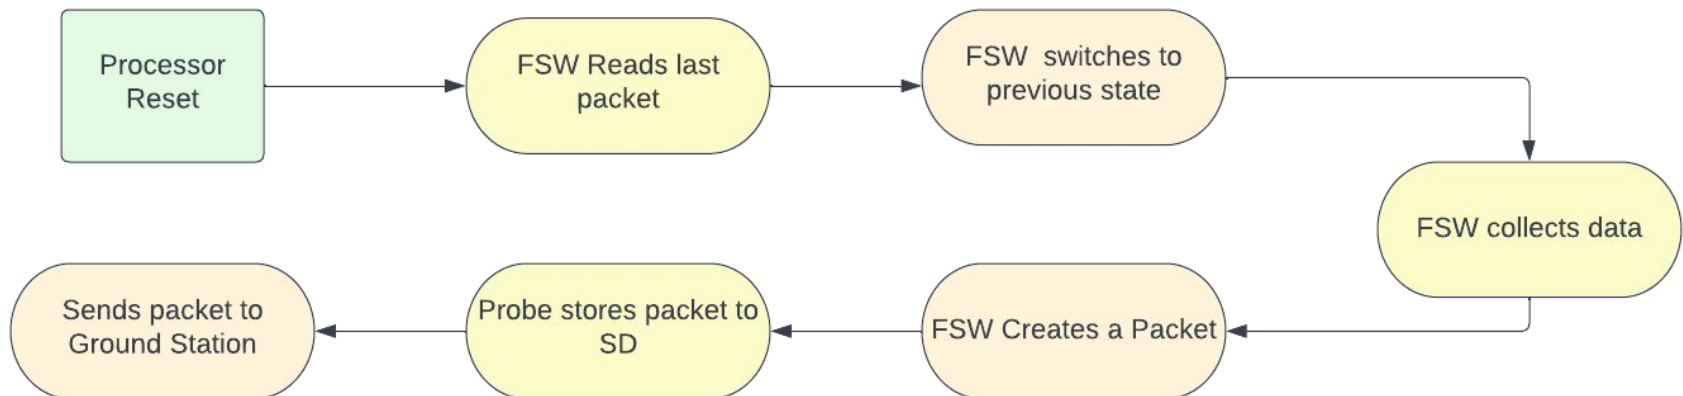 Processor
Reset
FSW Reads last
packet
FSW  switches to
previous state
FSW collects data
FSW Creates a Packet
Probe stores packet to
SD
Sends packet to
Ground Station